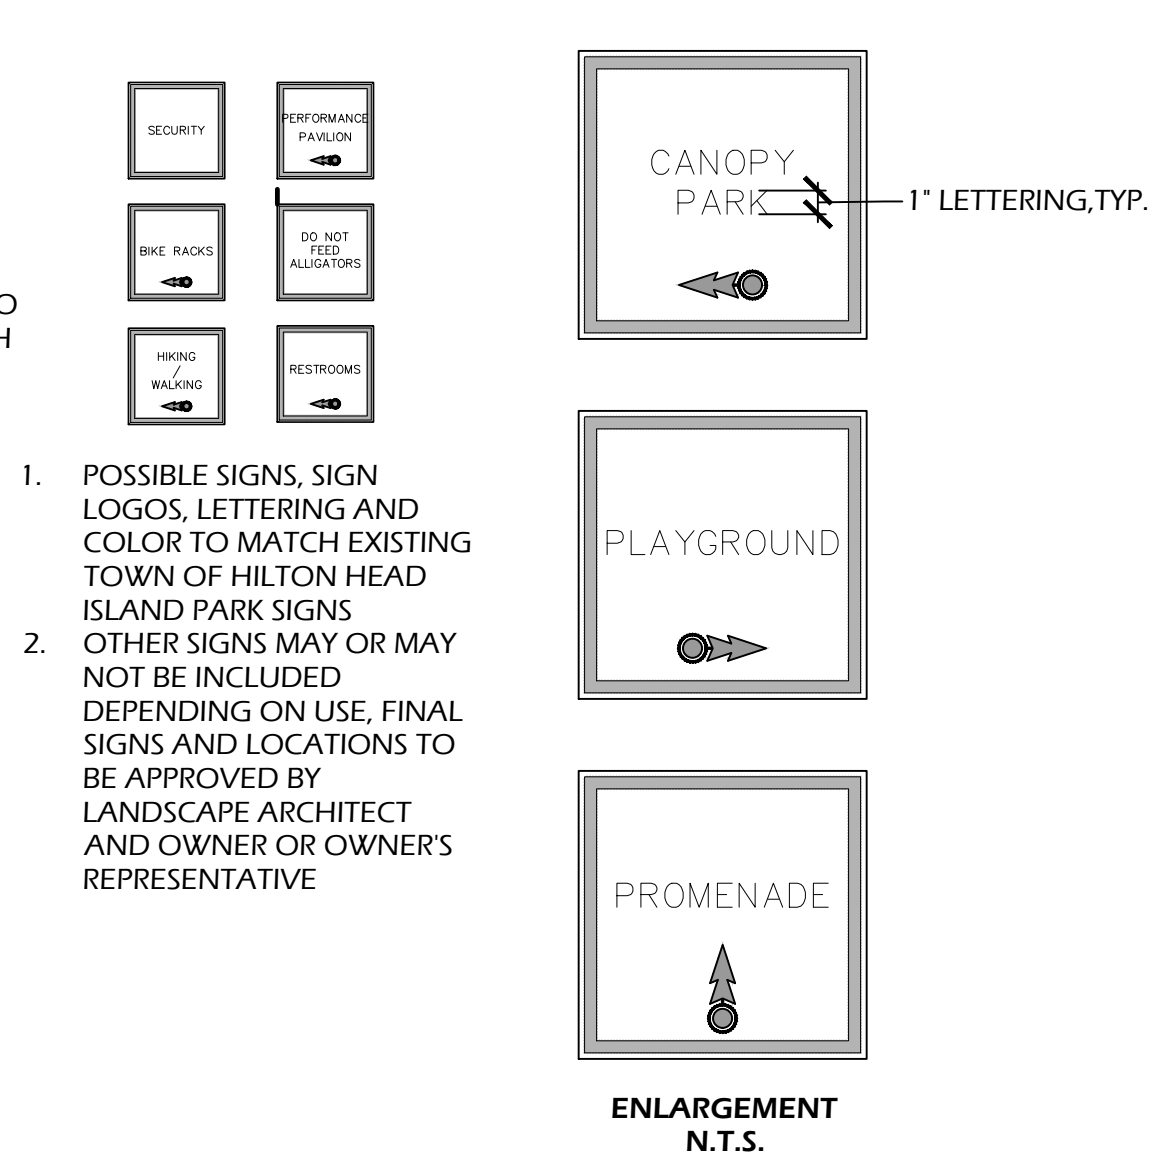 SECURITY
PERFORMANCE
PAVILION
BIKE RACKS
DO NOT
FEED
ALLIGATORS
HIKING
/
WALKING
RESTROOMS
O
H
1. POSSIBLE SIGNS, SIGN
LOGOS, LETTERING AND
COLOR TO MATCH EXISTING
TOWN OF HILTON HEAD
ISLAND PARK SIGNS
2. OTHER SIGNS MAY OR MAY
NOT BE INCLUDED
DEPENDING ON USE, FINAL
SIGNS AND LOCATIONS TO
BE APPROVED BY
LANDSCAPE ARCHITECT
AND OWNER OR OWNER'S
REPRESENTATIVE
CANOPY
PARK
1" LETTERING,TYP.
PLAYGROUND
PROMENADE
ENLARGEMENT
N.T.S.